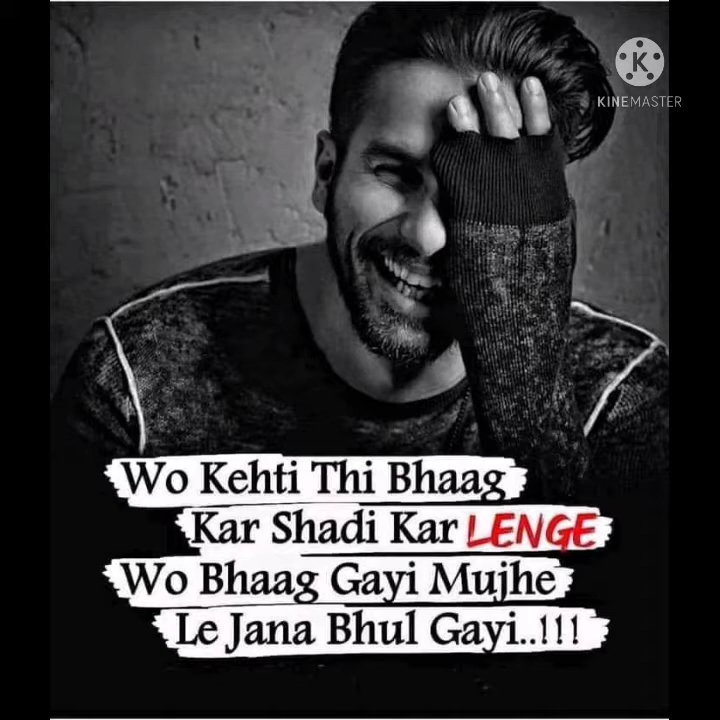 K
KINEMASTER
Wo Kehti Thi Bhaag
Kar Shadi Kar LENGE
Wo Bhaag Gayi Mujhe
Le Jana Bhul Gayi..!!!